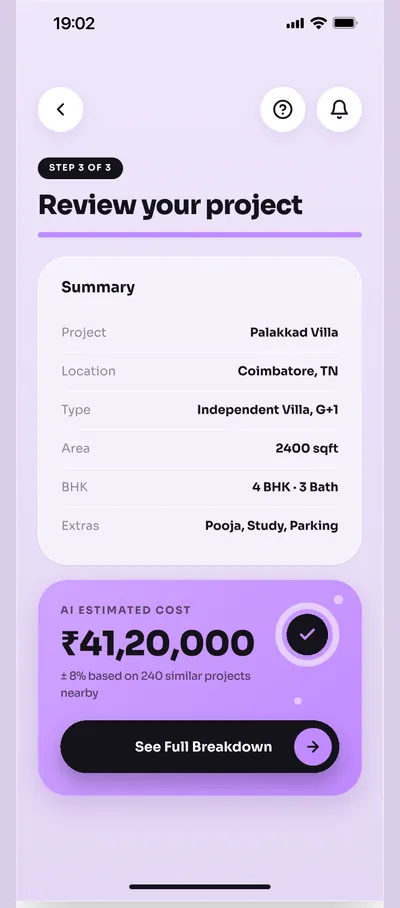 19:02
STEP 3 OF 3
Review your project
Summary
Project Palakkad Villa
Location Coimbatore, TN
Type Independent Villa, G+1
Area 2400 sqft
BHK 4 BHK · 3 Bath
Extras Pooja, Study, Parking
AI ESTIMATED COST
₹41,20,000
± 8% based on 240 similar projects
nearby
See Full Breakdown